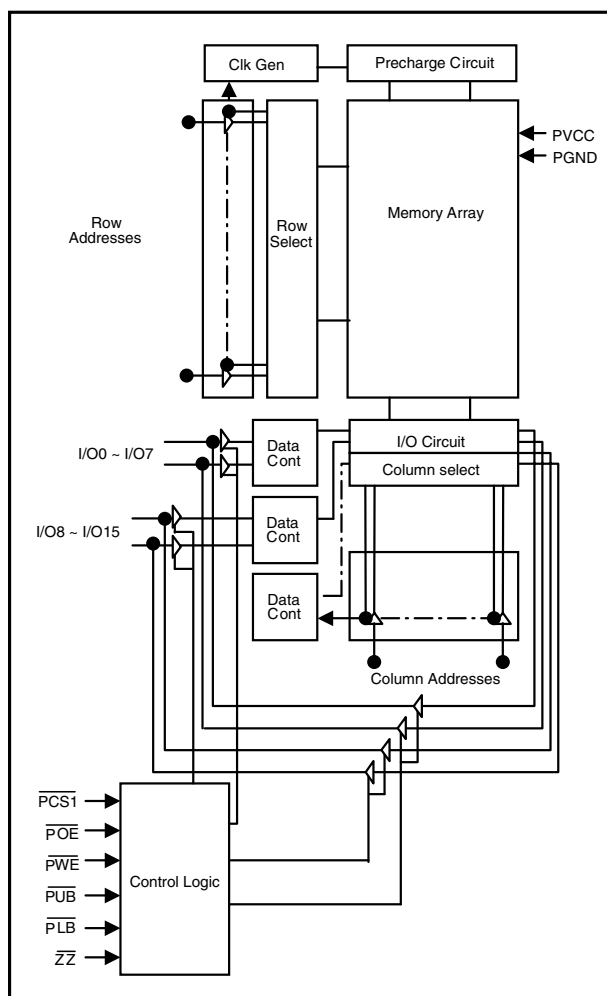 Clk Gen
Precharge Circuit
PVCC
PGND
Row
Addresses
Row
Select
Memory Array
I/O0 ~ I/O7
Data
Cont
I/O Circuit
Column select
I/O8 ~ I/O15
Data
Cont
Data
Cont
Column Addresses
PCS1
POE
PWE
PUB
PLB
ZZ
Control Logic